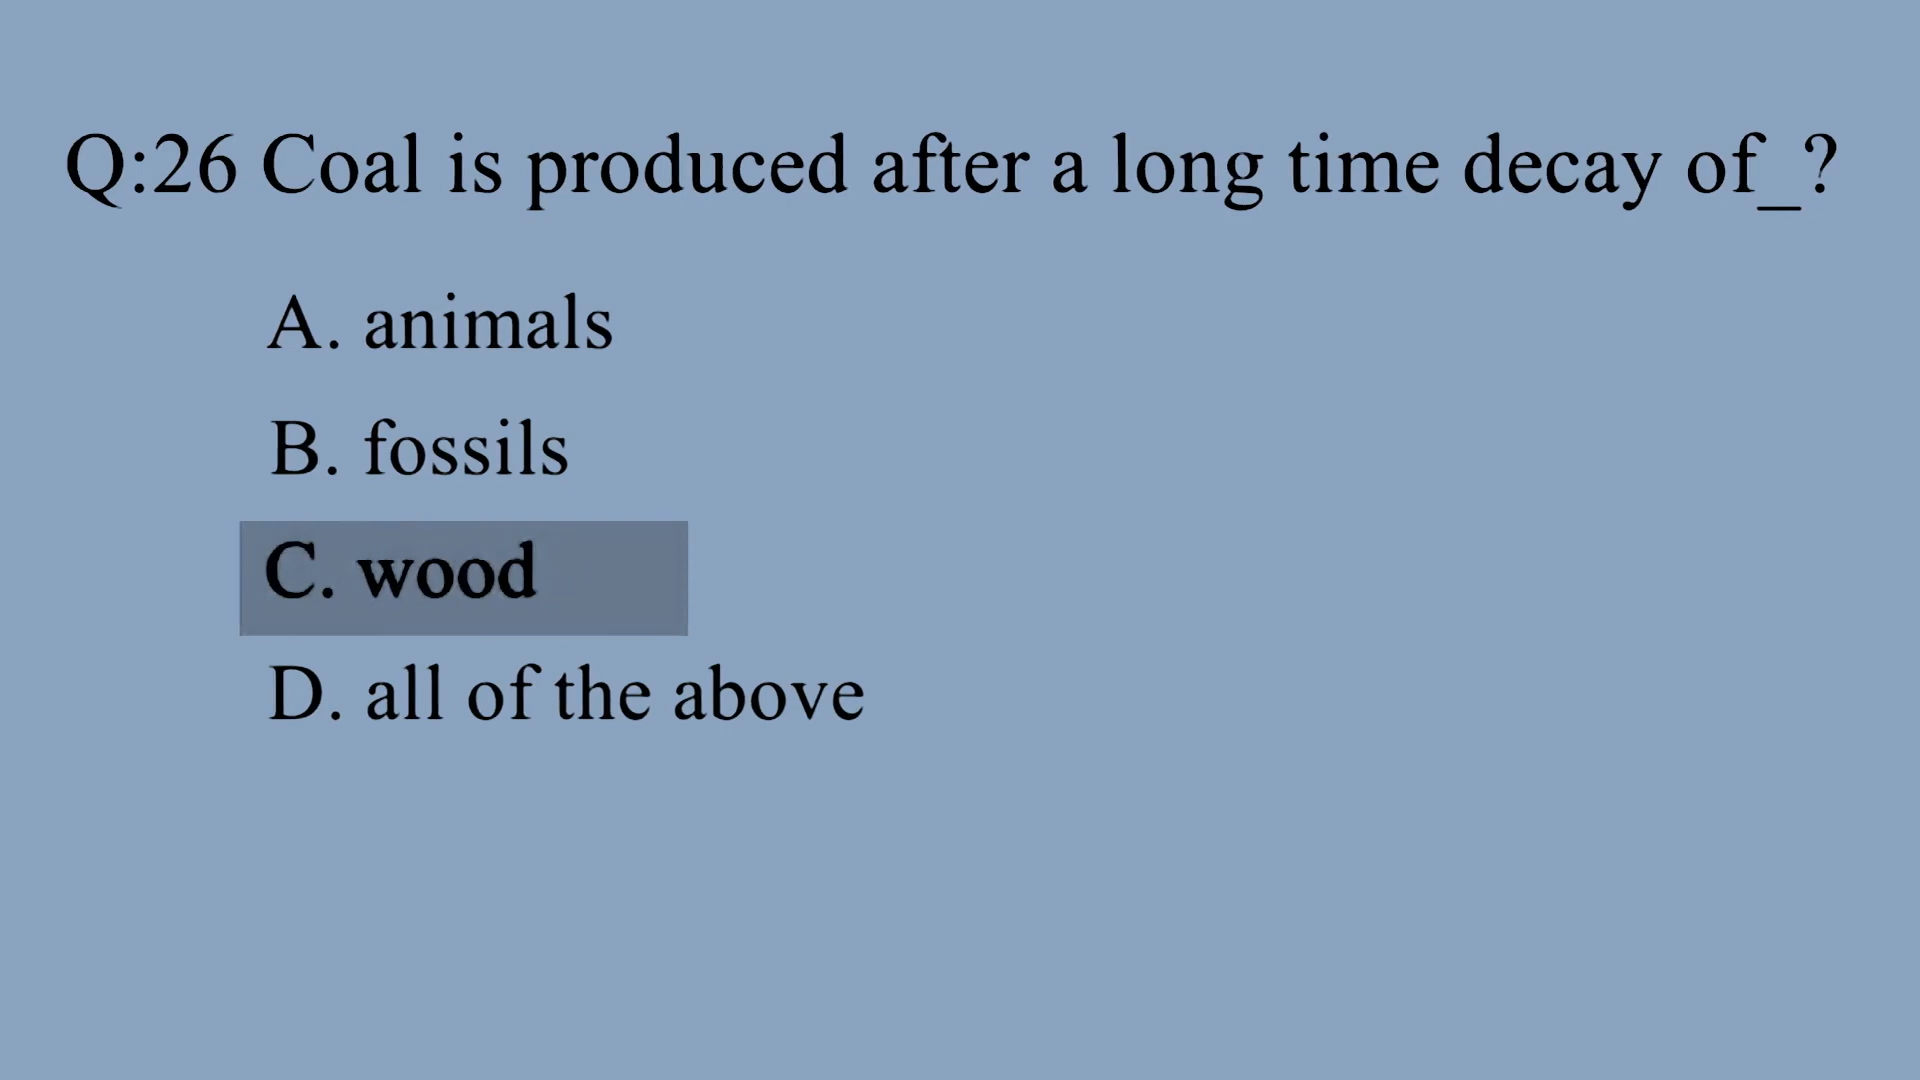 Q:26 Coal is produced after a long time decay of_?
A. animals
B. fossils
C. wood
D. all of the above